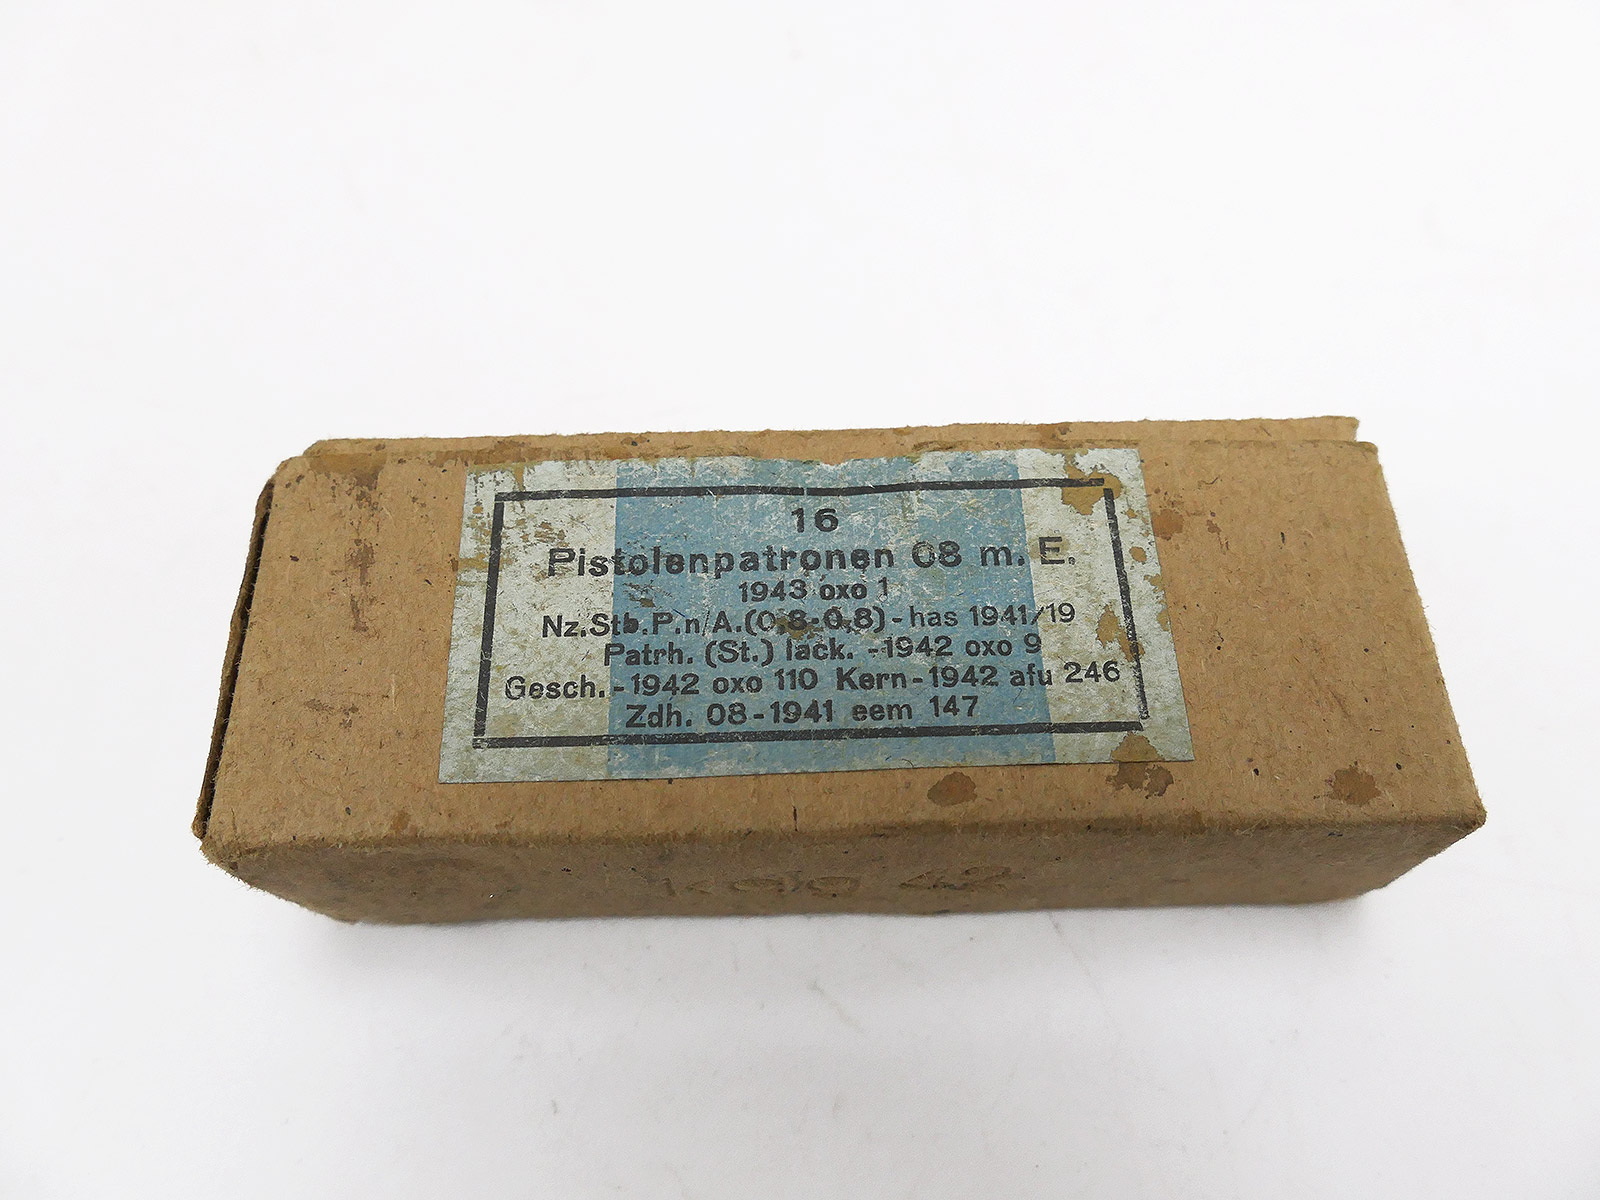 16
Pistolenpatronen 08 m. E.
1943 oxo 1
Nz.Stb.P.n/A.(0,8·0,8) - has 1941/19
Patrh. (St.) lack. - 1942 oxo 9
Gesch. - 1942 oxo 110 Kern - 1942 afu 246
Zdh. 08 - 1941 eem 147
42